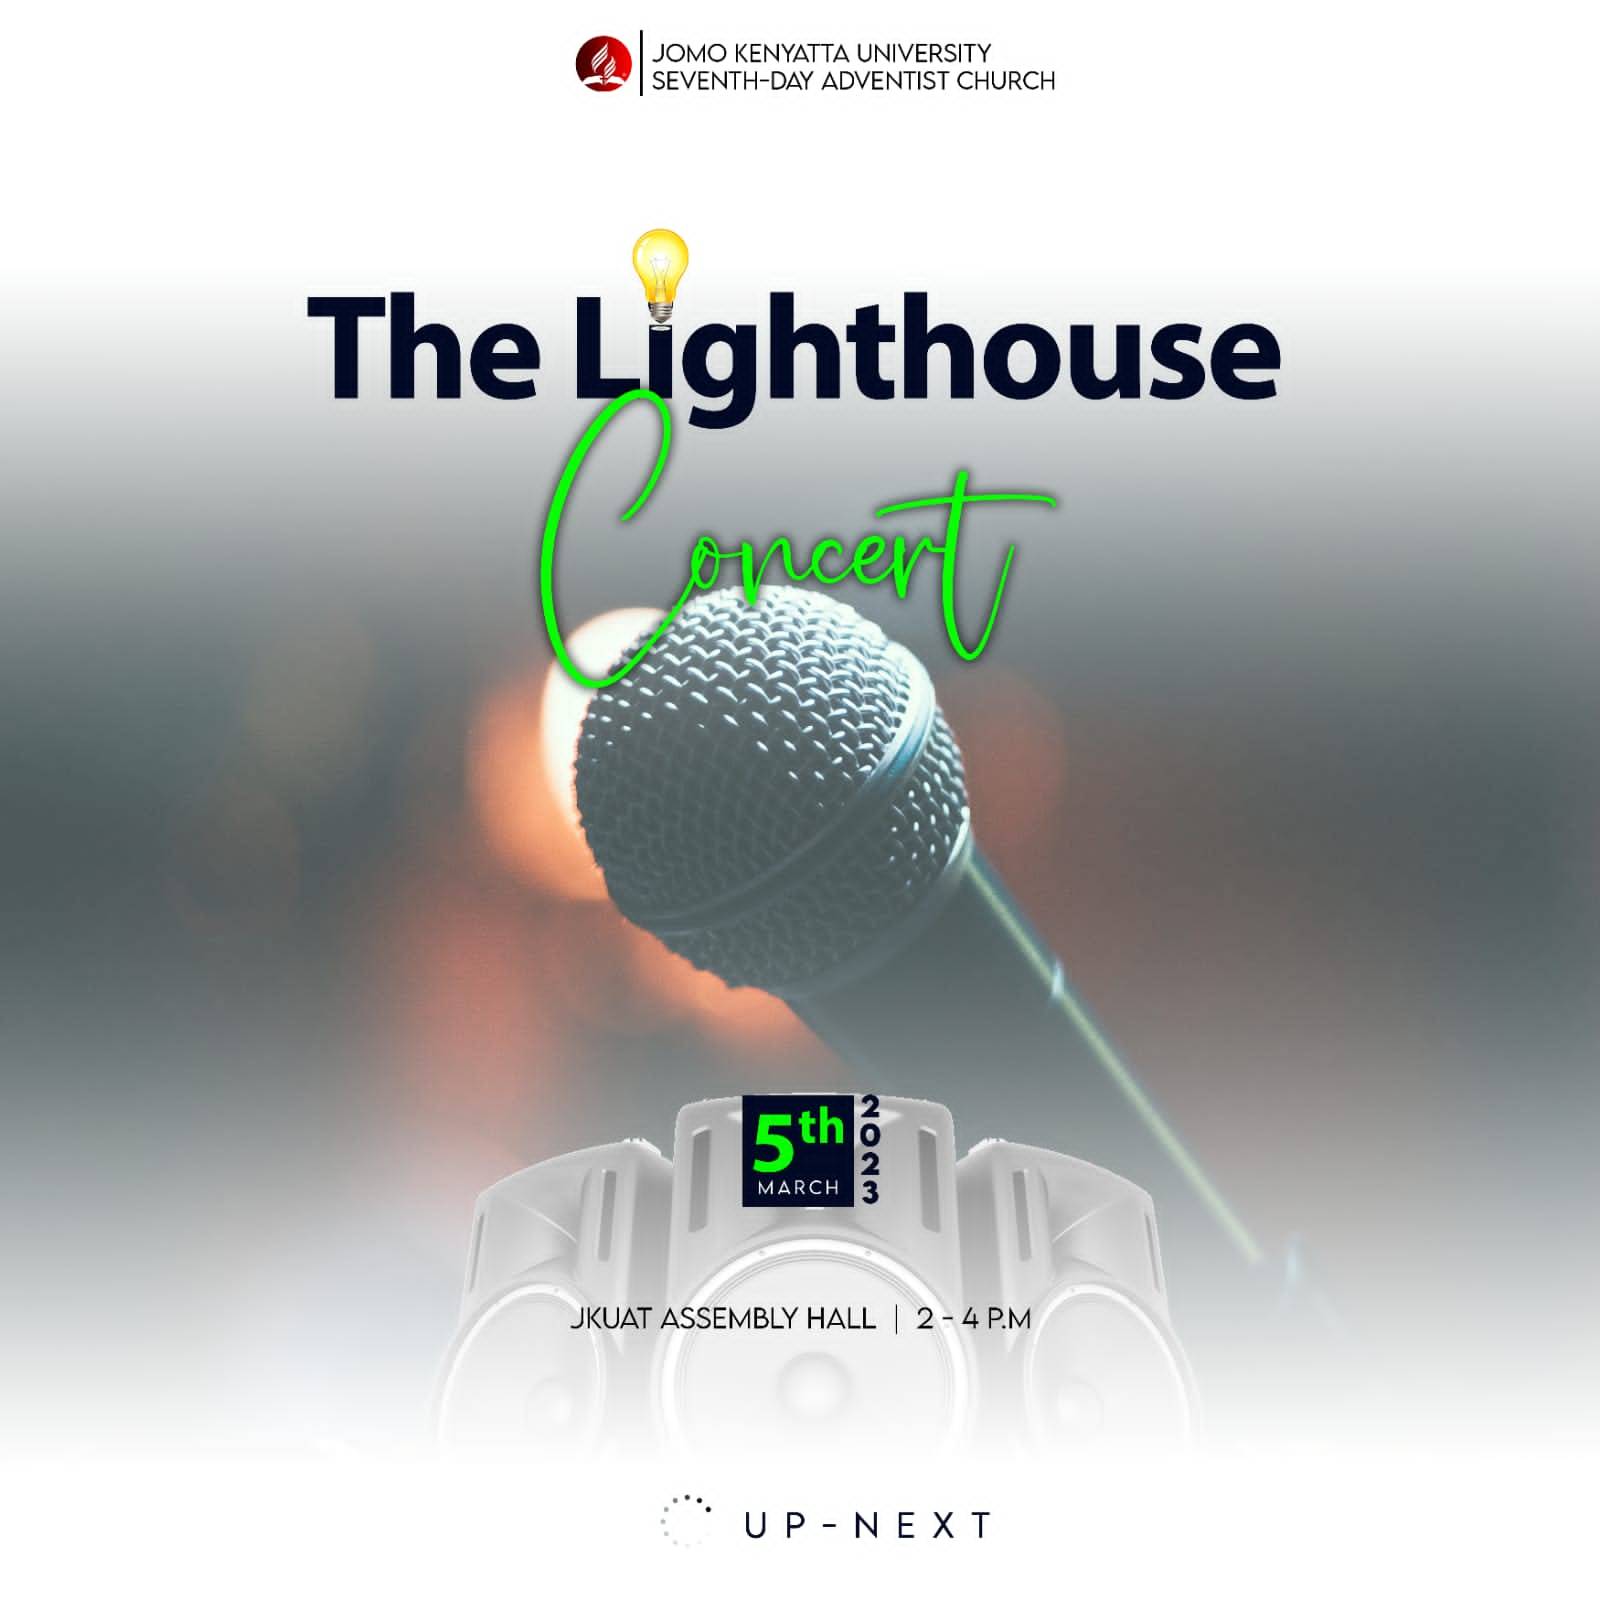 JOMO KENYATTA UNIVERSITY
SEVENTH-DAY ADVENTIST CHURCH
The Lighthouse
Concert
5th
MARCH
2023
JKUAT ASSEMBLY HALL | 2 - 4 P.M
UP-NEXT